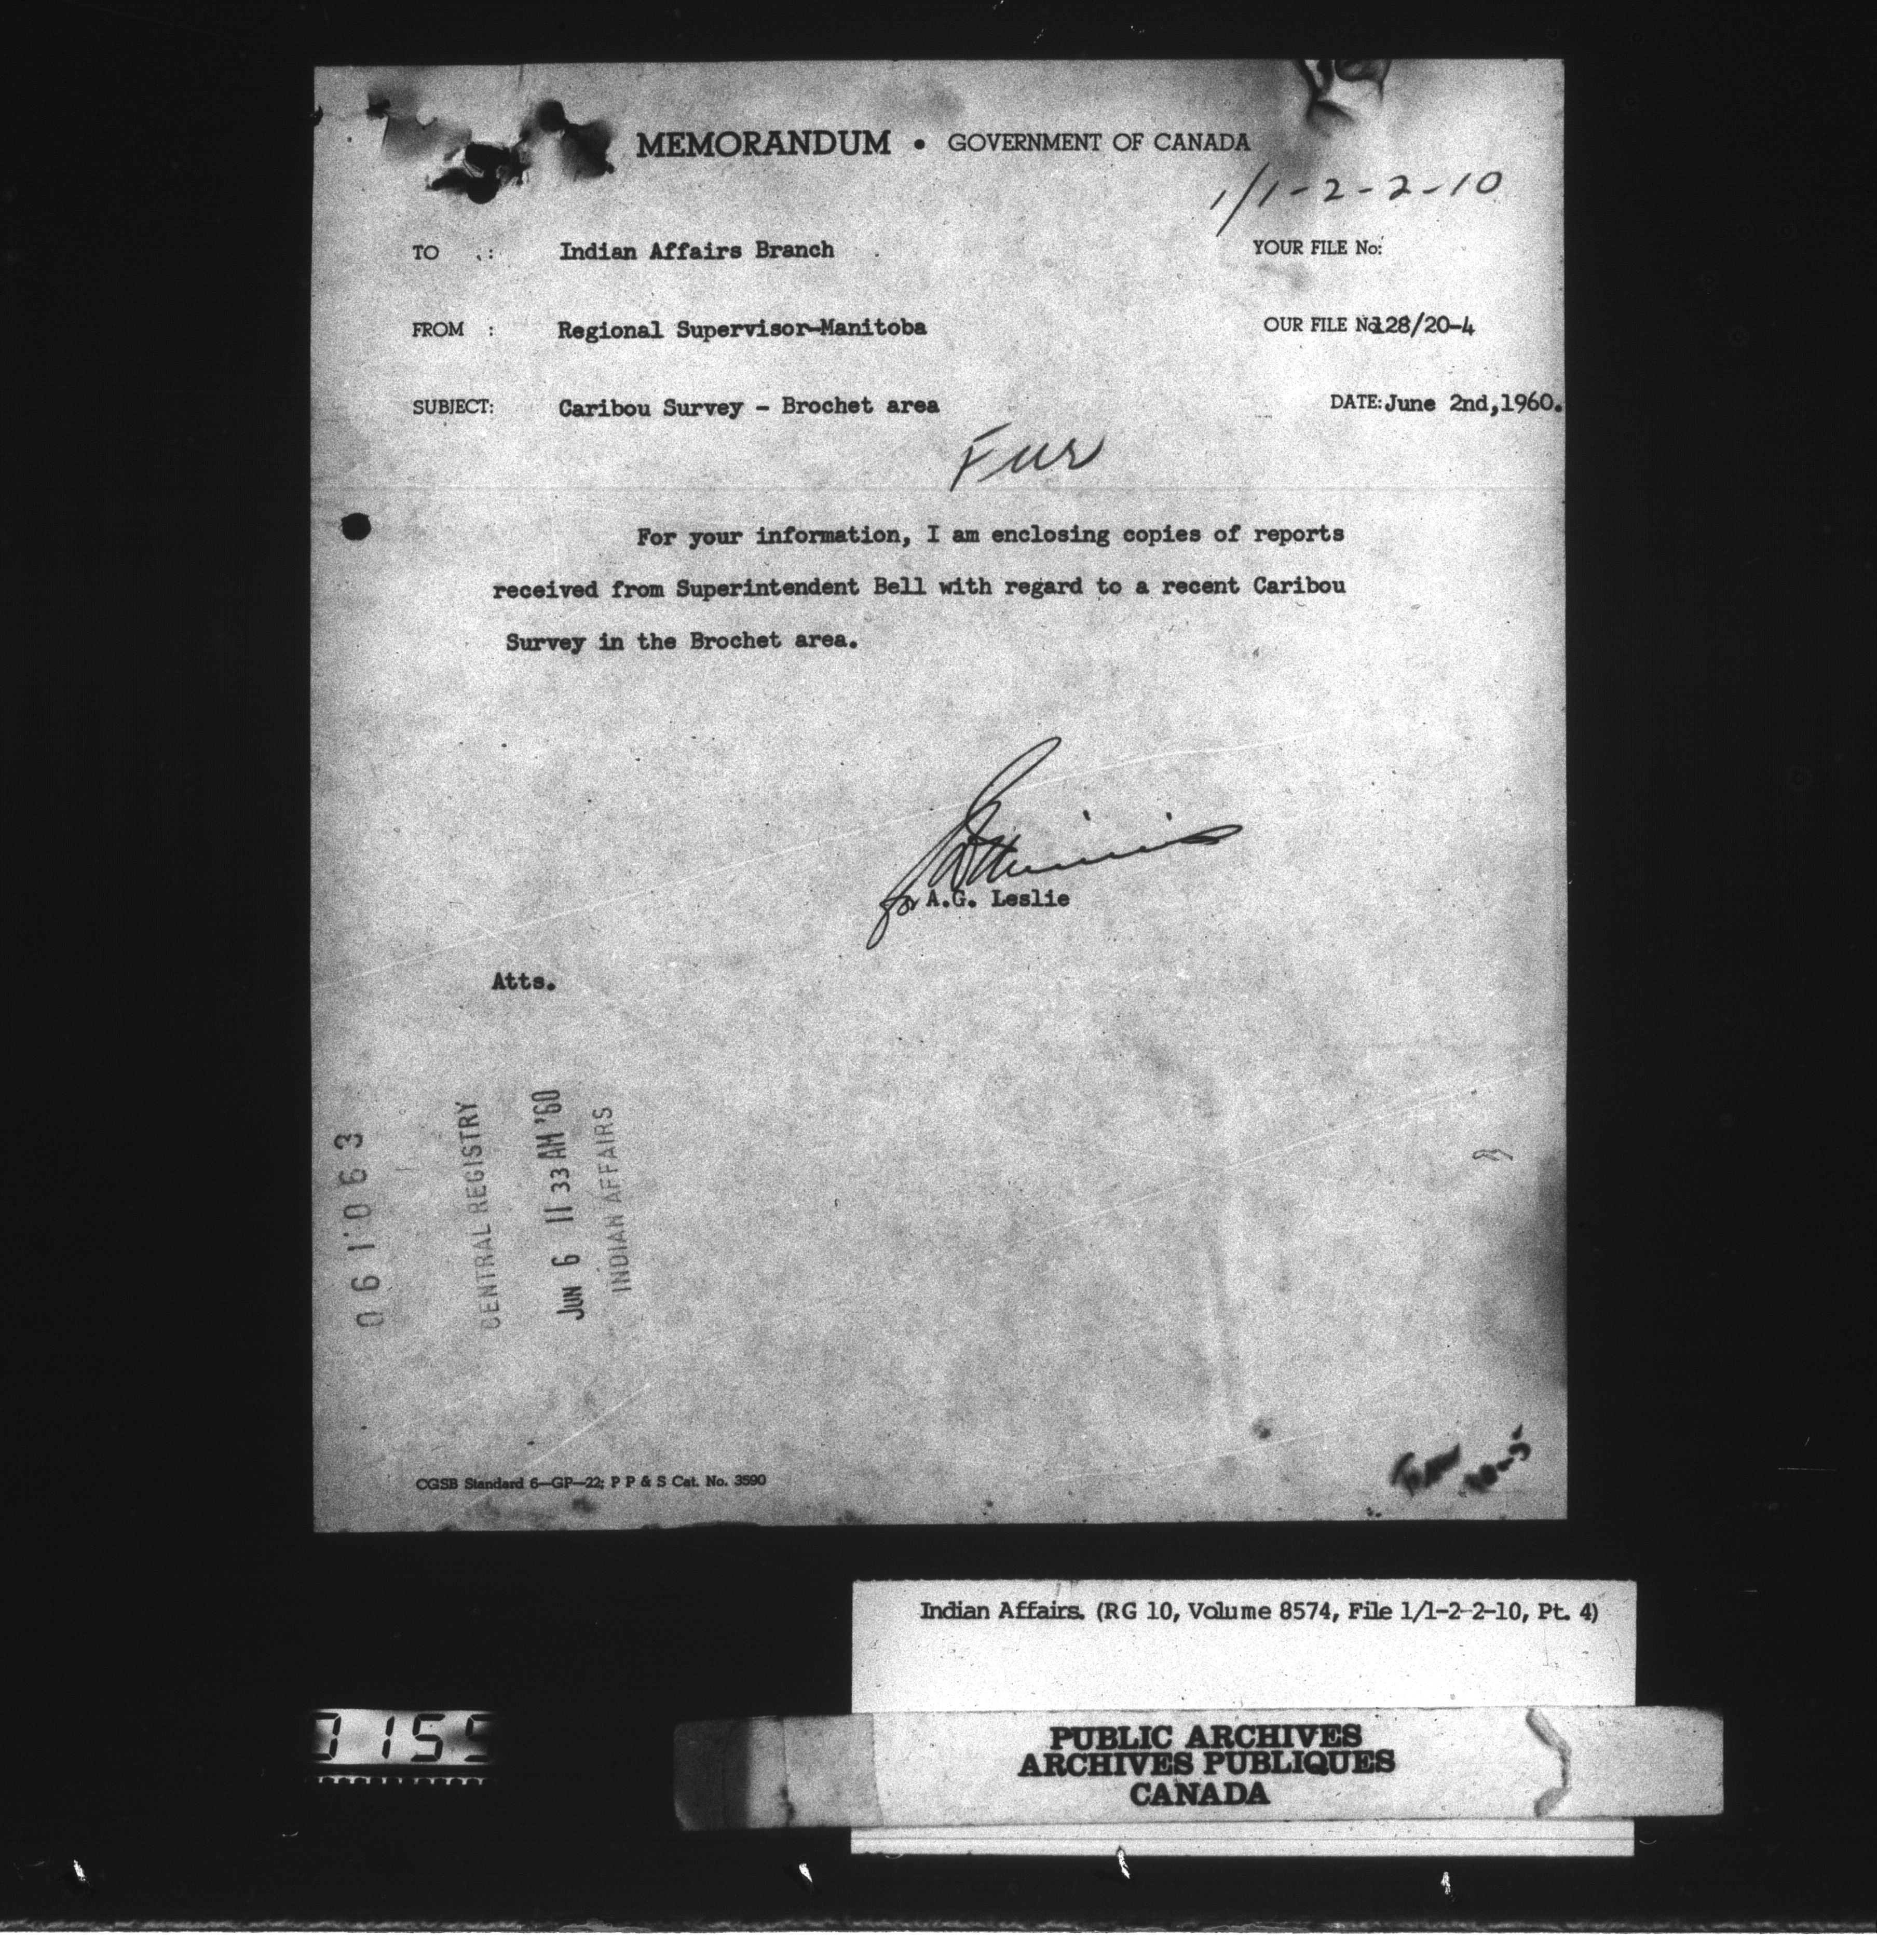 MEMORANDUM • GOVERNMENT OF CANADA
1/1-2-2-10
TO : Indian Affairs Branch
YOUR FILE No:
FROM : Regional Supervisor-Manitoba
OUR FILE No 128/20-4
SUBJECT: Caribou Survey - Brochet area
DATE: June 2nd,1960.
Fur
For your information, I am enclosing copies of reports
received from Superintendent Bell with regard to a recent Caribou
Survey in the Brochet area.
for A.G. Leslie
Atts.
061063
CENTRAL REGISTRY
JUN 6 11 33 AM '60
INDIAN AFFAIRS
CGSB Standard 6—GP—22; P P & S Cat. No. 3590
Indian Affairs. (RG 10, Volume 8574, File 1/1-2-2-10, Pt. 4)
0155
PUBLIC ARCHIVES
ARCHIVES PUBLIQUES
CANADA